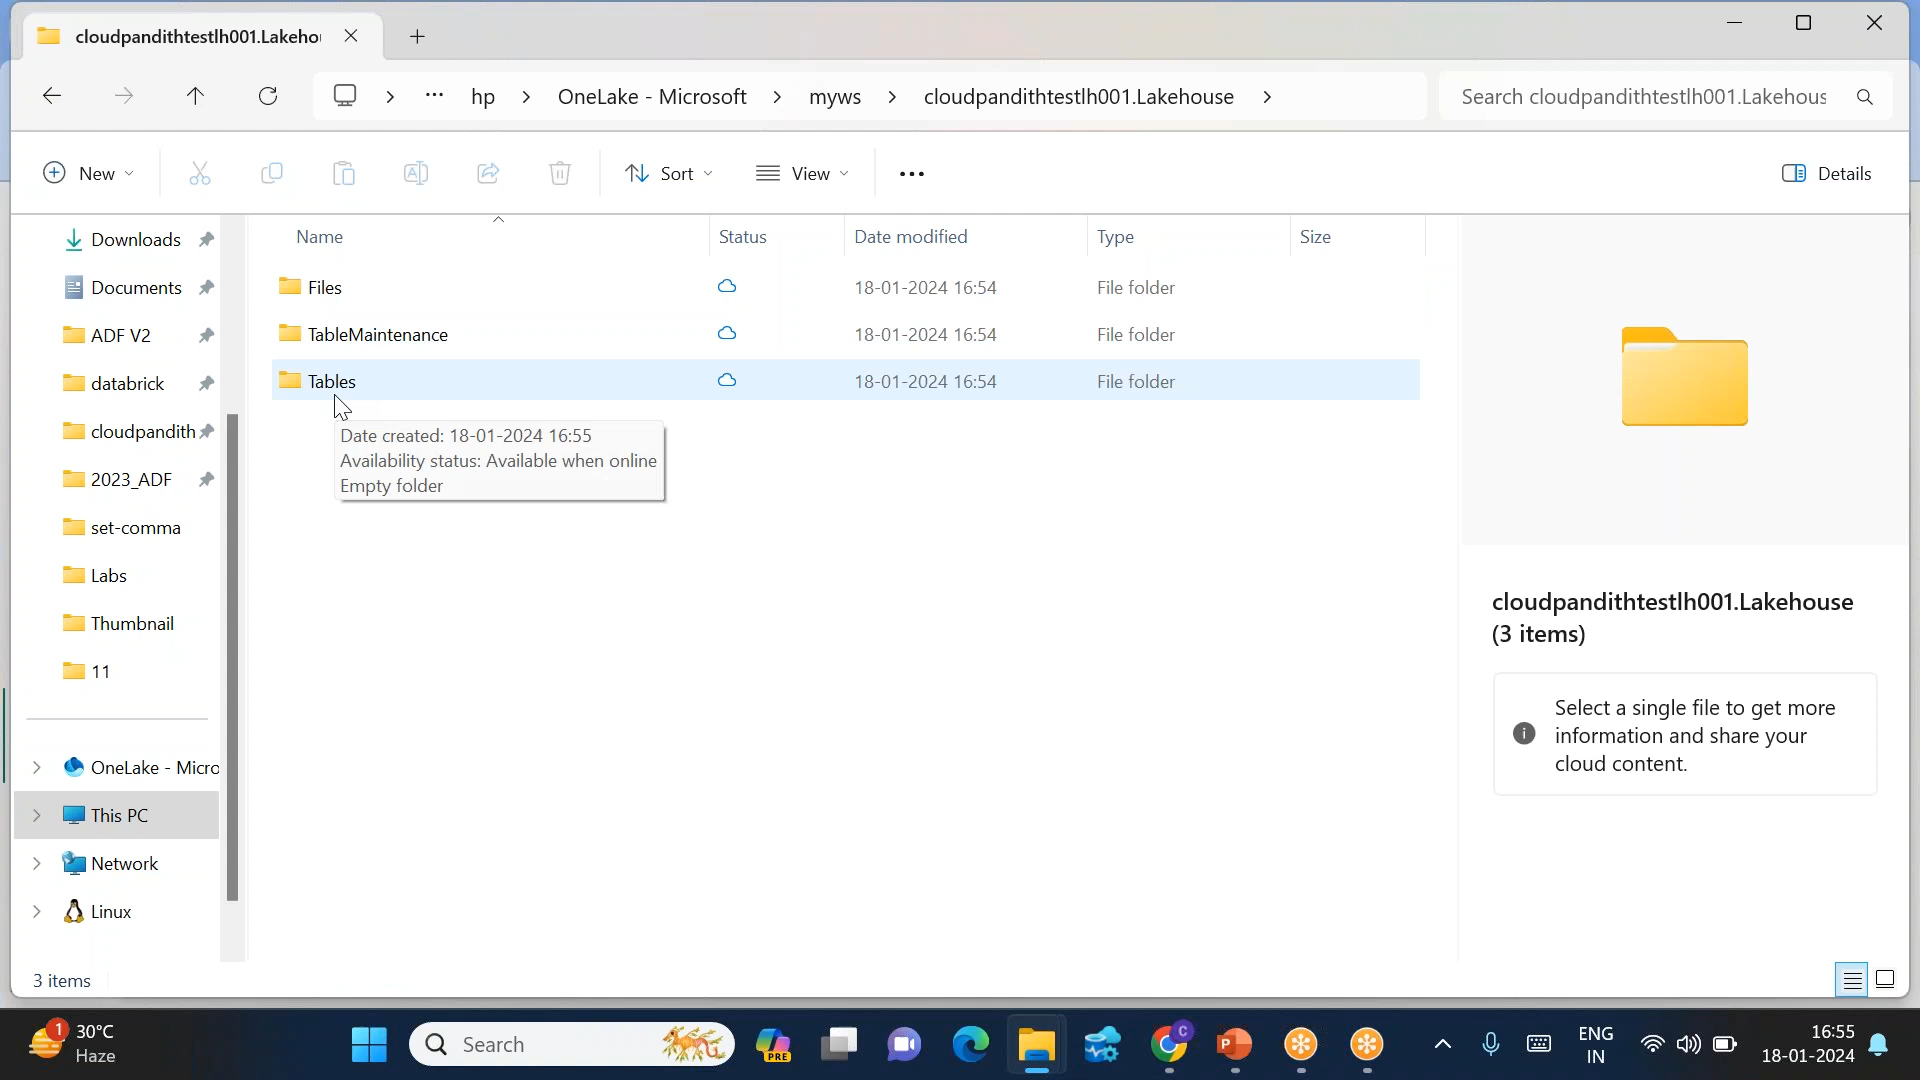 cloudpandithtestlh001.Lakehou
hp
OneLake - Microsoft
myws
cloudpandithtestlh001.Lakehouse
Search cloudpandithtestlh001.Lakehous
New
Sort
View
Details
Downloads
Documents
ADF V2
databrick
cloudpandith
2023_ADF
set-comma
Labs
Thumbnail
11
OneLake - Micro
This PC
Network
Linux
Name Status Date modified Type Size
Files 18-01-2024 16:54 File folder
TableMaintenance 18-01-2024 16:54 File folder
Tables 18-01-2024 16:54 File folder
Date created: 18-01-2024 16:55
Availability status: Available when online
Empty folder
cloudpandithtestlh001.Lakehouse
(3 items)
Select a single file to get more
information and share your
cloud content.
3 items
1
30°C
Haze
Search
PRE
C
P
ENG
IN
16:55
18-01-2024